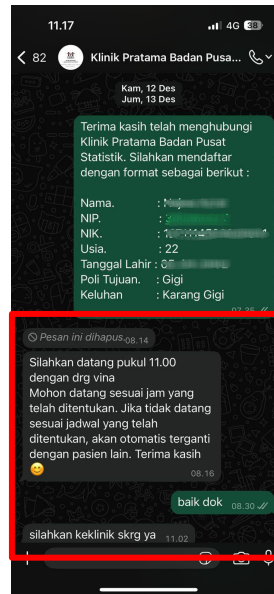 11.17
4G 38
82
Klinik Pratama Badan Pusa...
Kam, 12 Des
Jum, 13 Des
Terima kasih telah menghubungi
Klinik Pratama Badan Pusat
Statistik. Silahkan mendaftar
dengan format sebagai berikut :
Nama. :
NIP. :
NIK. :
Usia. : 22
Tanggal Lahir :
Poli Tujuan. : Gigi
Keluhan : Karang Gigi
07.35
Pesan ini dihapus. 08.14
Silahkan datang pukul 11.00
dengan drg vina
Mohon datang sesuai jam yang
telah ditentukan. Jika tidak datang
sesuai jadwal yang telah
ditentukan, akan otomatis terganti
dengan pasien lain. Terima kasih
😊
08.16
baik dok 08.30
silahkan keklinik skrg ya 11.02